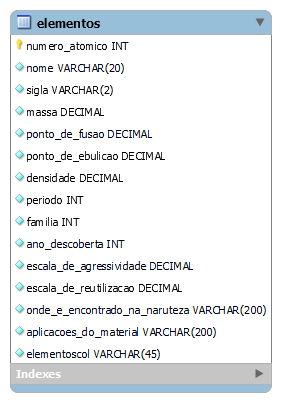 elementos
numero_atomico INT
nome VARCHAR(20)
sigla VARCHAR(2)
massa DECIMAL
ponto_de_fusao DECIMAL
ponto_de_ebulicao DECIMAL
densidade DECIMAL
periodo INT
familia INT
ano_descoberta INT
escala_de_agressividade DECIMAL
escala_de_reutilizacao DECIMAL
onde_e_encontrado_na_naruteza VARCHAR(200)
aplicacoes_do_material VARCHAR(200)
elementoscol VARCHAR(45)
Indexes